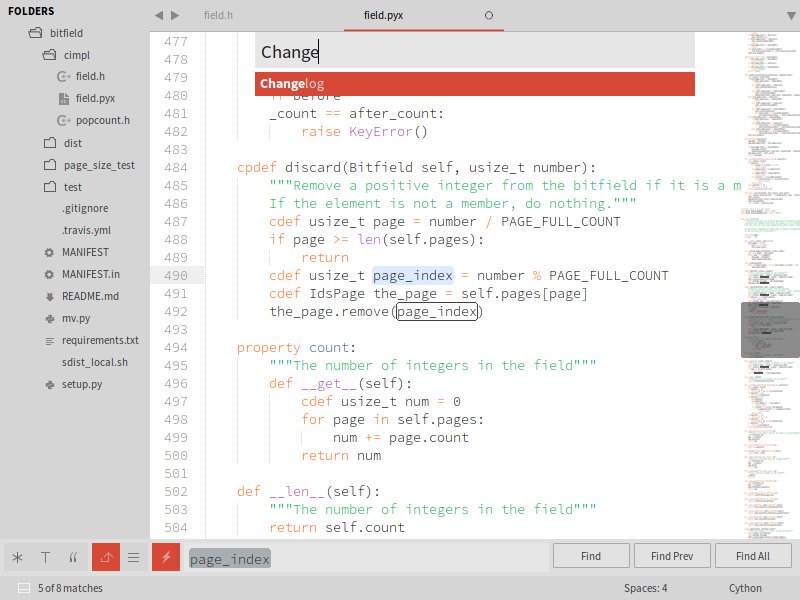 FOLDERS
bitfield
cimpl
field.h
field.pyx
popcount.h
dist
page_size_test
test
.gitignore
.travis.yml
MANIFEST
MANIFEST.in
README.md
mv.py
requirements.txt
sdist_local.sh
setup.py
field.h
field.pyx
Change
Changelog
477
478
479
480 if before
481 _count == after_count:
482 raise KeyError()
483
484 cpdef discard(Bitfield self, usize_t number):
485 """Remove a positive integer from the bitfield if it is a m
486 If the element is not a member, do nothing."""
487 cdef usize_t page = number / PAGE_FULL_COUNT
488 if page >= len(self.pages):
489 return
490 cdef usize_t page_index = number % PAGE_FULL_COUNT
491 cdef IdsPage the_page = self.pages[page]
492 the_page.remove(page_index)
493
494 property count:
495 """The number of integers in the field"""
496 def __get__(self):
497 cdef usize_t num = 0
498 for page in self.pages:
499 num += page.count
500 return num
501
502 def __len__(self):
503 """The number of integers in the field"""
504 return self.count
page_index
Find
Find Prev
Find All
5 of 8 matches
Spaces: 4
Cython